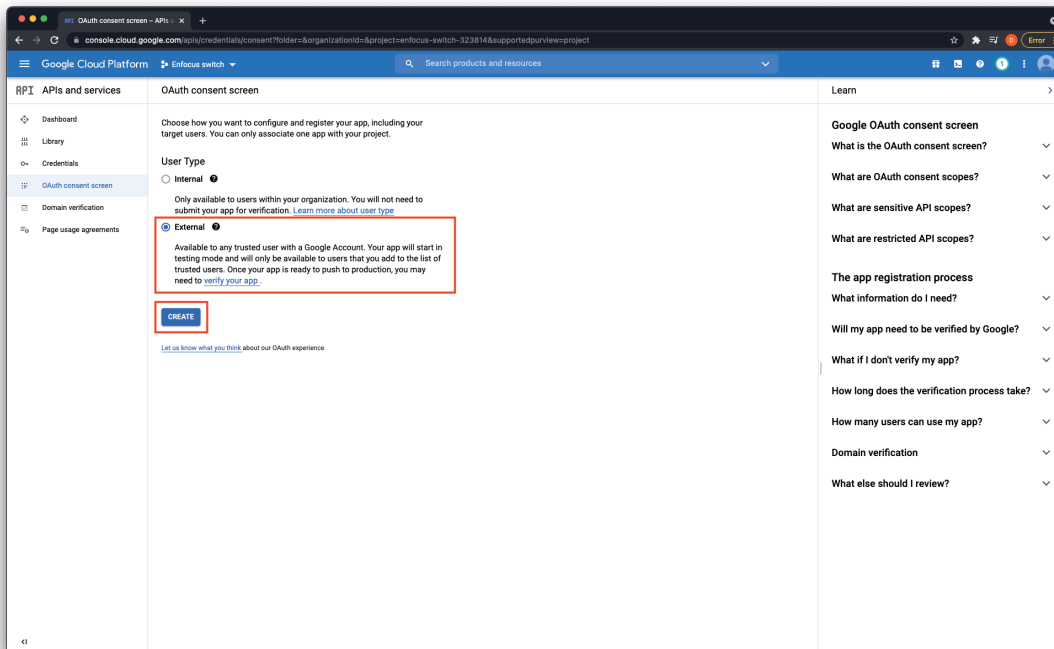 API OAuth consent screen – APIs a
console.cloud.google.com/apis/credentials/consent?folder=&organizationId=&project=enfocus-switch-323814&supportedpurview=project
D
Error
Google Cloud Platform
Enfocus switch
Search products and resources
1
API APIs and services
Dashboard
Library
Credentials
OAuth consent screen
Domain verification
Page usage agreements
OAuth consent screen
Choose how you want to configure and register your app, including your
target users. You can only associate one app with your project.
User Type
Internal
Only available to users within your organization. You will not need to
submit your app for verification. Learn more about user type
External
Available to any trusted user with a Google Account. Your app will start in
testing mode and will only be available to users that you add to the list of
trusted users. Once your app is ready to push to production, you may
need to verify your app .
CREATE
Let us know what you think about our OAuth experience
Learn
Google OAuth consent screen
What is the OAuth consent screen?
What are OAuth consent scopes?
What are sensitive API scopes?
What are restricted API scopes?
The app registration process
What information do I need?
Will my app need to be verified by Google?
What if I don't verify my app?
How long does the verification process take?
How many users can use my app?
Domain verification
What else should I review?